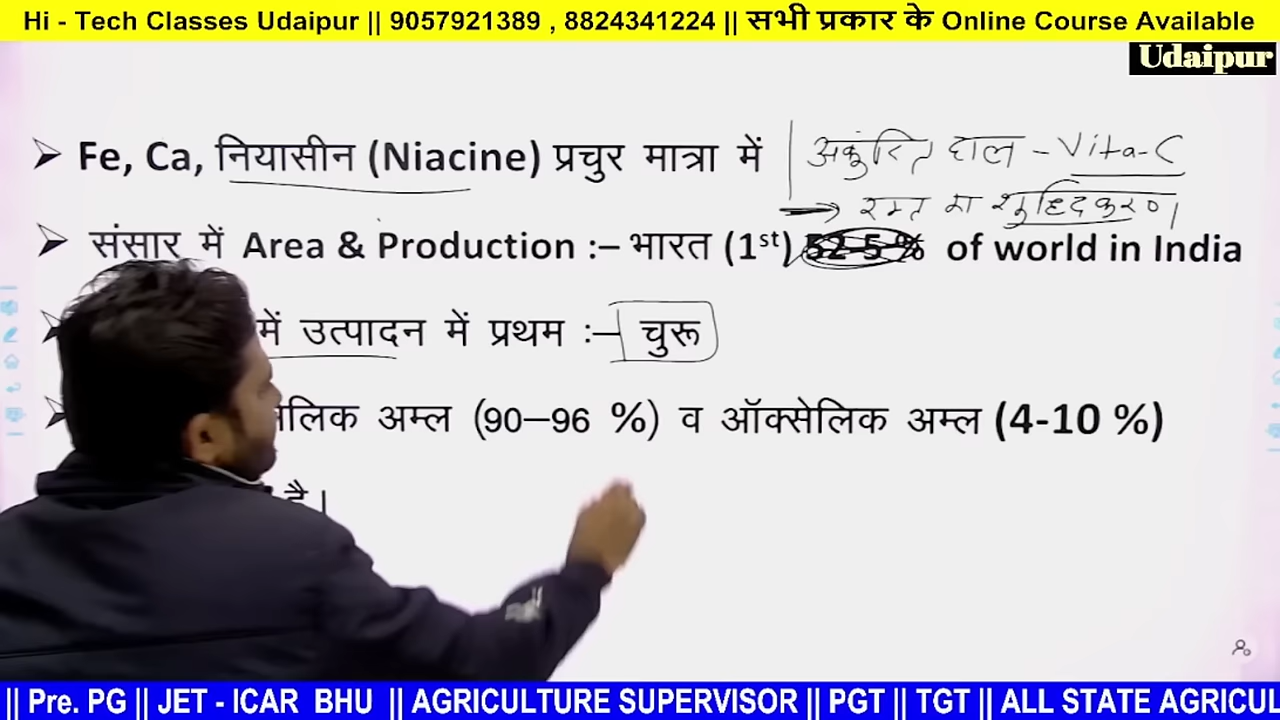 Hi - Tech Classes Udaipur || 9057921389 , 8824341224 || सभी प्रकार के Online Course Available
Udaipur
➢ Fe, Ca, नियासीन (Niacine) प्रचुर मात्रा में
अकुंरित दाल - Vita-C
→ रक्त का शुद्धिकरण।
➢ संसार में Area & Production :– भारत (1st) 52-5 % of world in India
में उत्पादन में प्रथम :– चुरू
लिक अम्ल (90–96 %) व ऑक्सेलिक अम्ल (4-10 %)
है।
|| Pre. PG || JET - ICAR BHU || AGRICULTURE SUPERVISOR || PGT || TGT || ALL STATE AGRICUL